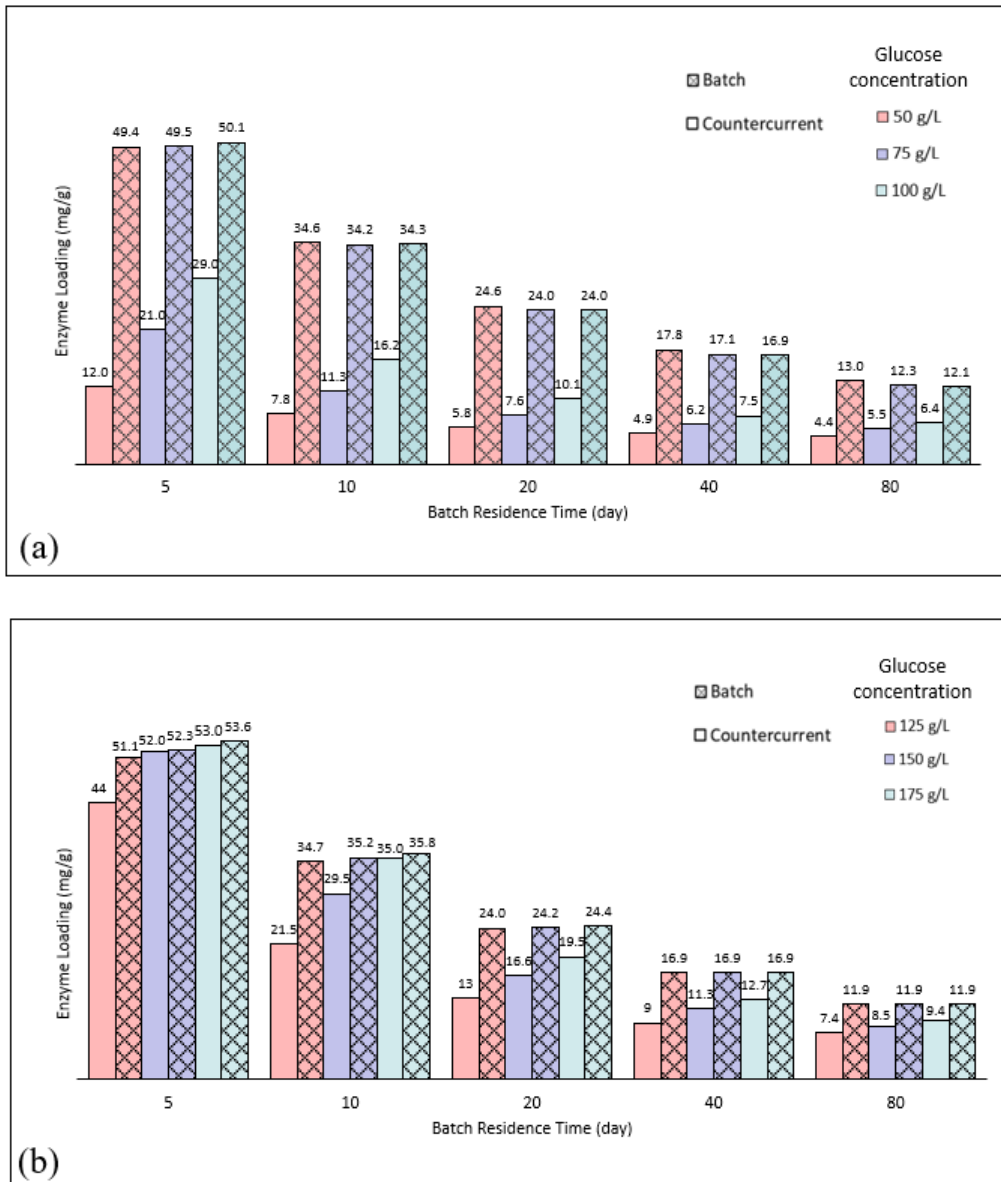 Glucose
concentration
Batch
Countercurrent
50 g/L
75 g/L
100 g/L
Enzyme Loading (mg/g)
12.0 49.4 21.0 49.5 29.0 50.1
7.8 34.6 11.3 34.2 16.2 34.3
5.8 24.6 7.6 24.0 10.1 24.0
4.9 17.8 6.2 17.1 7.5 16.9
4.4 13.0 5.5 12.3 6.4 12.1
5 10 20 40 80
Batch Residence Time (day)
(a)
Glucose
concentration
Batch
Countercurrent
125 g/L
150 g/L
175 g/L
Enzyme Loading (mg/g)
44 51.1 52.0 52.3 53.0 53.6
21.5 34.7 29.5 35.2 35.0 35.8
13 24.0 16.6 24.2 19.5 24.4
9 16.9 11.3 16.9 12.7 16.9
7.4 11.9 8.5 11.9 9.4 11.9
5 10 20 40 80
Batch Residence Time (day)
(b)